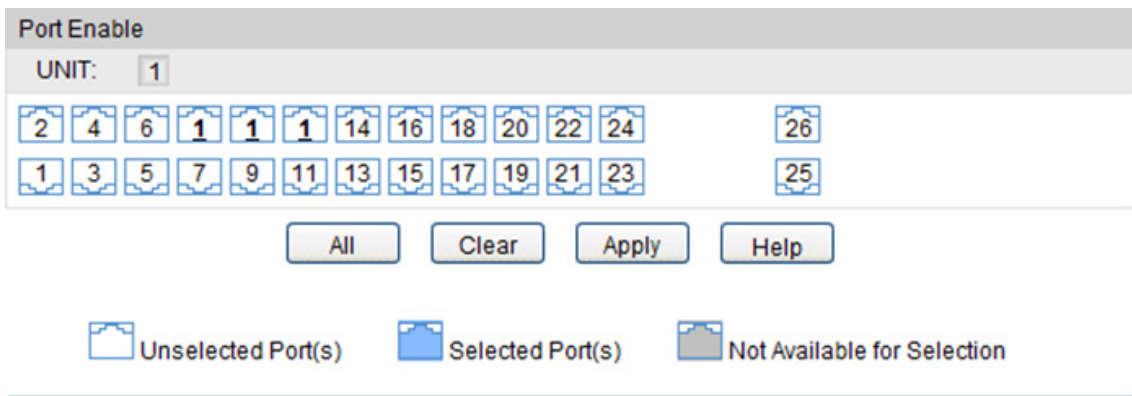 Port Enable
UNIT: 1
2 4 6 1 1 1 14 16 18 20 22 24 26
1 3 5 7 9 11 13 15 17 19 21 23 25
All Clear Apply Help
Unselected Port(s) Selected Port(s) Not Available for Selection